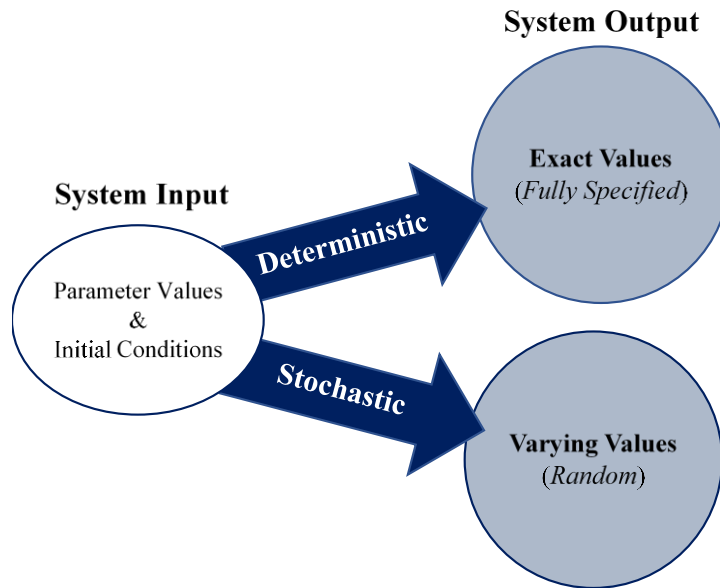 System Output
Exact Values
(Fully Specified)
System Input
Deterministic
Parameter Values
&
Initial Conditions
Stochastic
Varying Values
(Random)